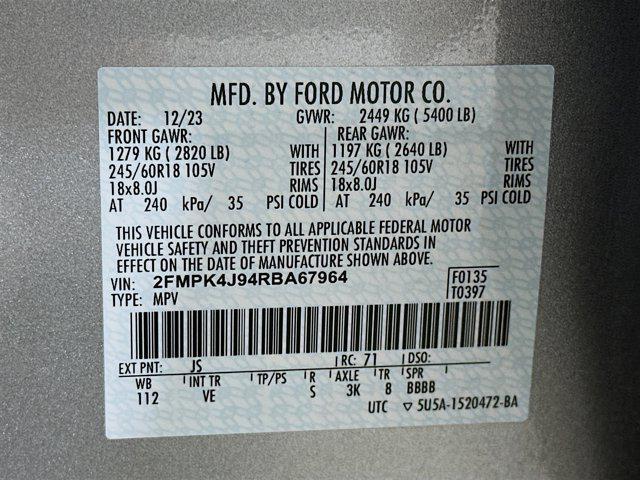 MFD. BY FORD MOTOR CO.
DATE: 12/23 GVWR: 2449 KG ( 5400 LB)
FRONT GAWR: REAR GAWR:
1279 KG ( 2820 LB) WITH 1197 KG ( 2640 LB) WITH
245/60R18 105V TIRES 245/60R18 105V TIRES
18x8.0J RIMS 18x8.0J RIMS
AT 240 kPa/ 35 PSI COLD AT 240 kPa/ 35 PSI COLD
THIS VEHICLE CONFORMS TO ALL APPLICABLE FEDERAL MOTOR
VEHICLE SAFETY AND THEFT PREVENTION STANDARDS IN
EFFECT ON THE DATE OF MANUFACTURE SHOWN ABOVE.
VIN: 2FMPK4J94RBA67964 F0135
TYPE: MPV T0397
EXT PNT: JS RC: 71 DSO:
WB INT TR TP/PS R AXLE TR SPR
112 VE S 3K 8 BBBB
UTC ▽ 5U5A-1520472-BA